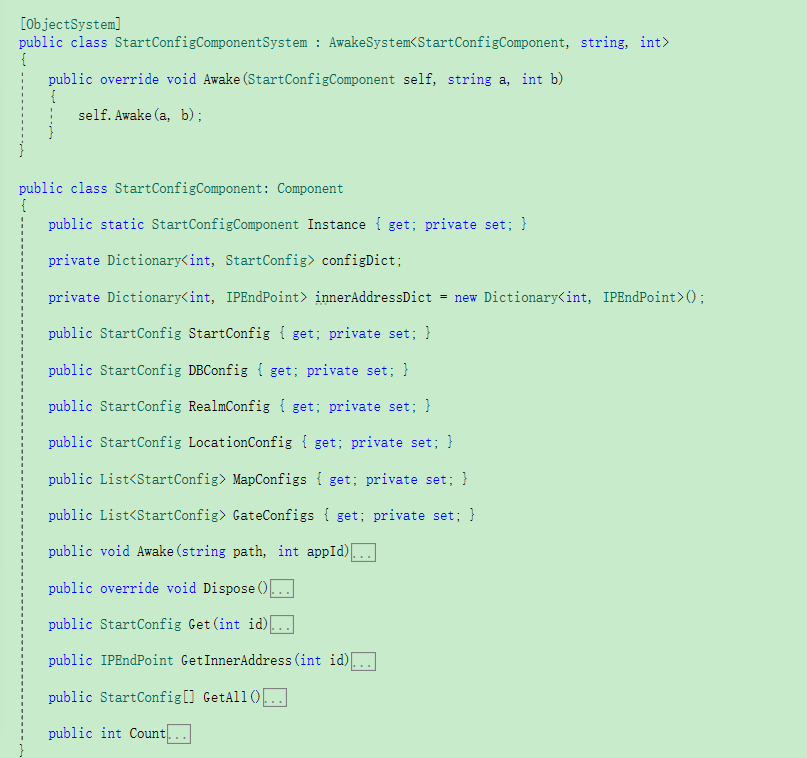 [ObjectSystem]
public class StartConfigComponentSystem : AwakeSystem<StartConfigComponent, string, int>
{
public override void Awake(StartConfigComponent self, string a, int b)
{
self.Awake(a, b);
}
}
public class StartConfigComponent: Component
{
public static StartConfigComponent Instance { get; private set; }
private Dictionary<int, StartConfig> configDict;
private Dictionary<int, IPEndPoint> innerAddressDict = new Dictionary<int, IPEndPoint>();
public StartConfig StartConfig { get; private set; }
public StartConfig DBConfig { get; private set; }
public StartConfig RealmConfig { get; private set; }
public StartConfig LocationConfig { get; private set; }
public List<StartConfig> MapConfigs { get; private set; }
public List<StartConfig> GateConfigs { get; private set; }
public void Awake(string path, int appId)...
public override void Dispose()...
public StartConfig Get(int id)...
public IPEndPoint GetInnerAddress(int id)...
public StartConfig[] GetAll()...
public int Count...
}